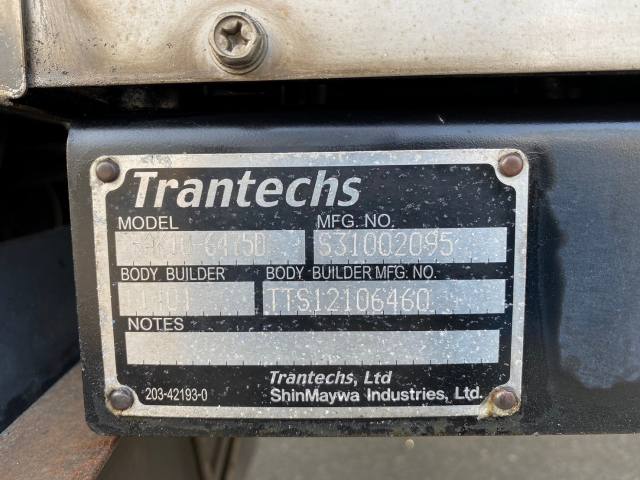 Trantechs
MODEL MFG. NO.
S31002095
BODY BUILDER BODY BUILDER MFG. NO.
TTS12106460
NOTES
Trantechs, Ltd
203-42193-0 ShinMaywa Industries, Ltd.